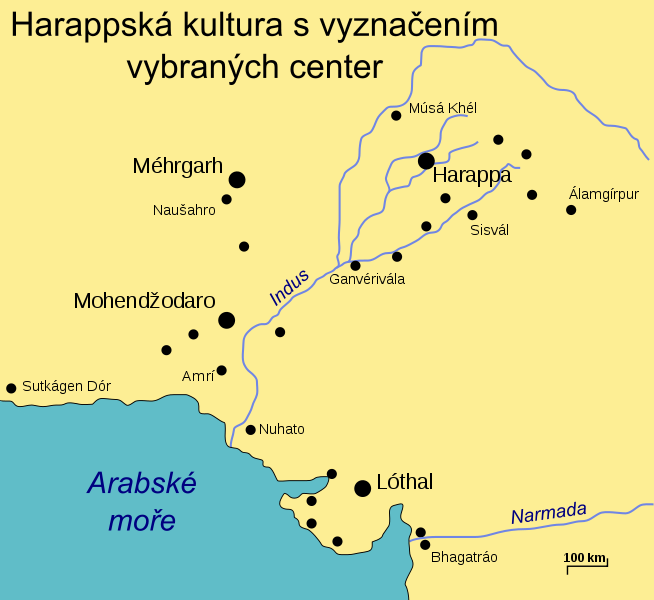 Harappská kultura s vyznačením
vybraných center
Músá Khél
Méhrgarh
Harappa
Naušahro
Álamgírpur
Sisvál
Ganvérivála
Indus
Mohendžodaro
Amrí
Sutkágen Dór
Nuhato
Arabské
moře
Lóthal
Narmada
Bhagatráo
100 km